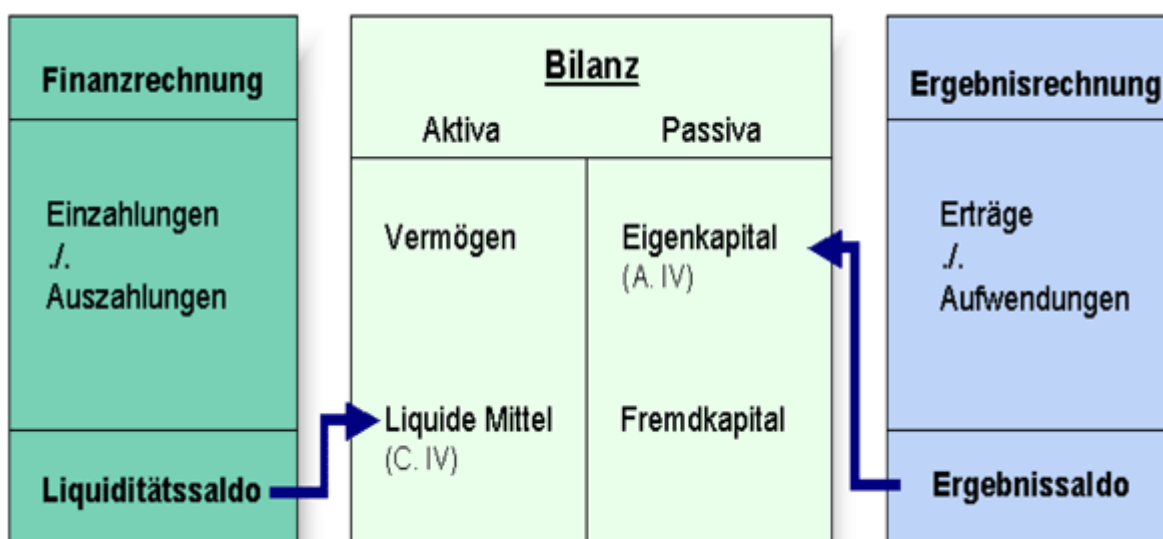 Finanzrechnung
Einzahlungen
./.
Auszahlungen
Liquiditätssaldo
Bilanz
Aktiva
Passiva
Vermögen
Eigenkapital
(A. IV)
Liquide Mittel
(C. IV)
Fremdkapital
Ergebnisrechnung
Erträge
./.
Aufwendungen
Ergebnissaldo